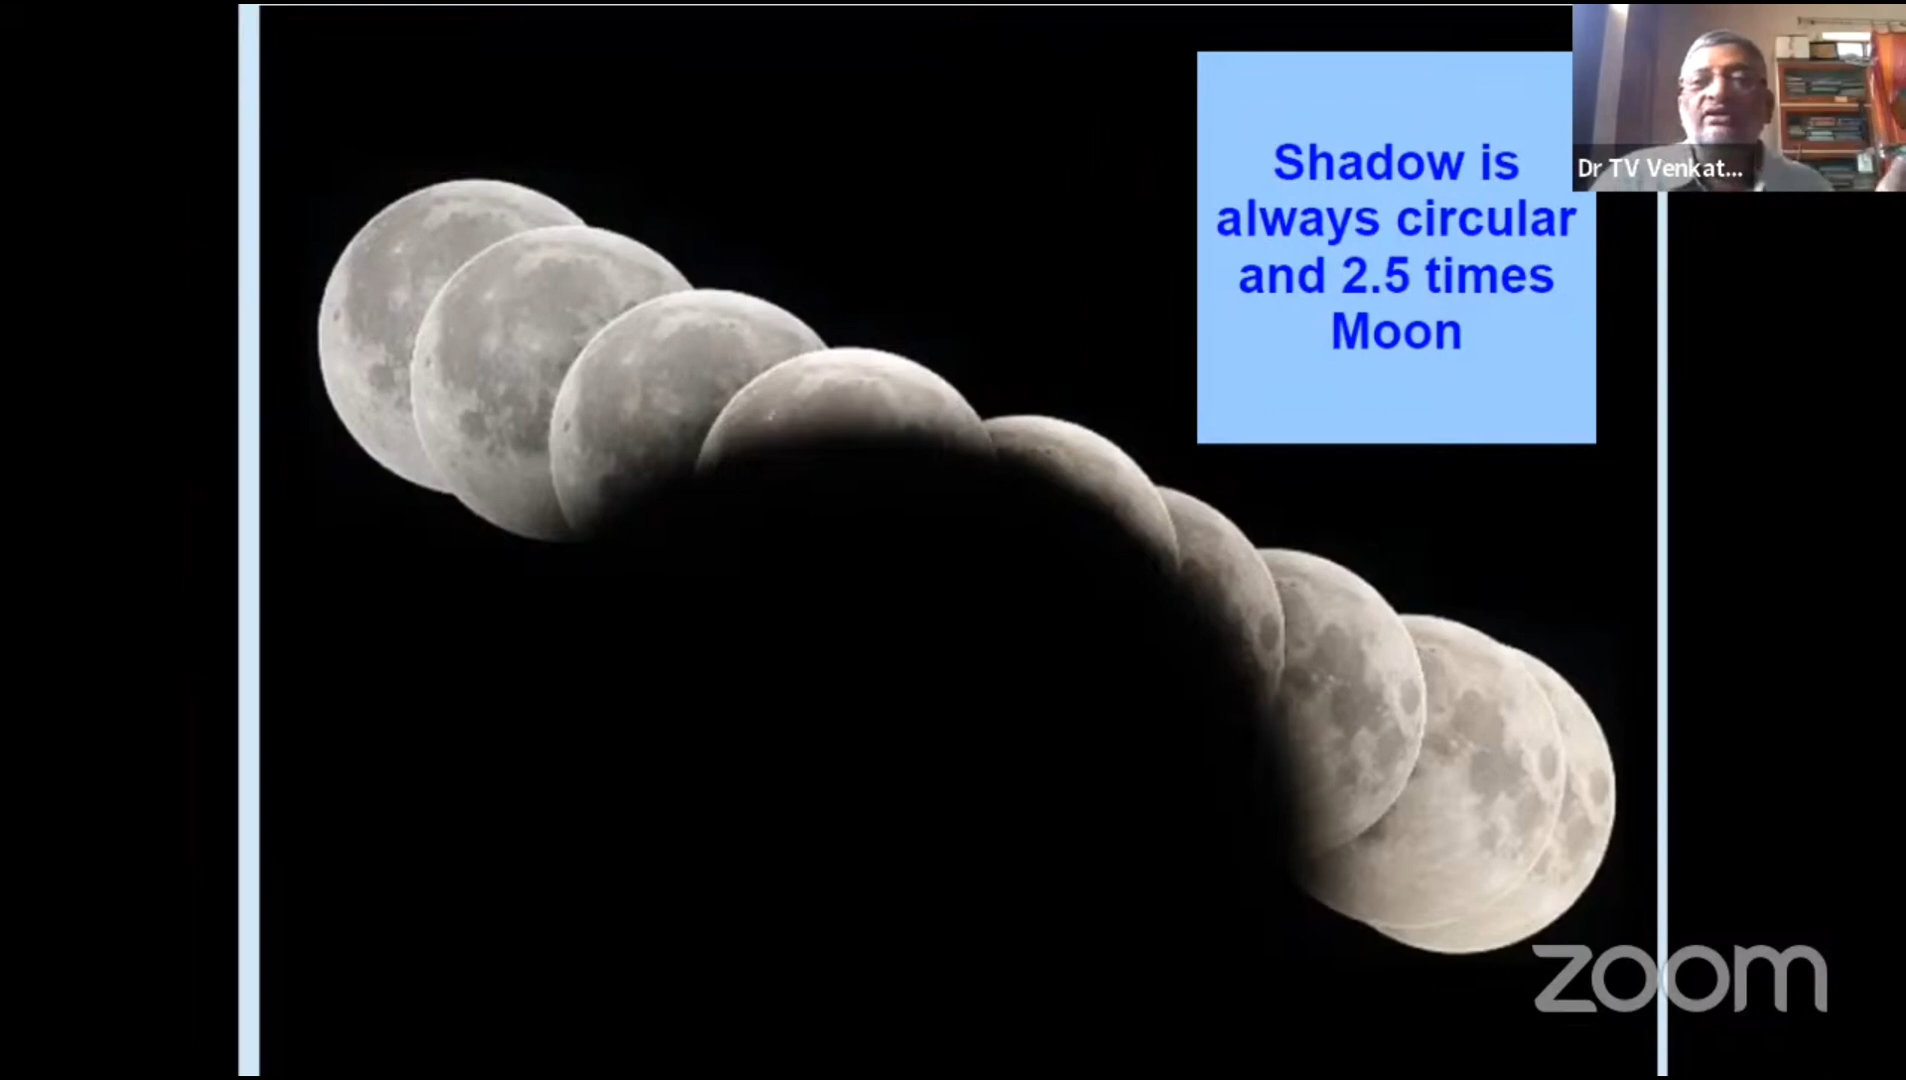 Shadow is
always circular
and 2.5 times
Moon
Dr TV Venkat...
zoom